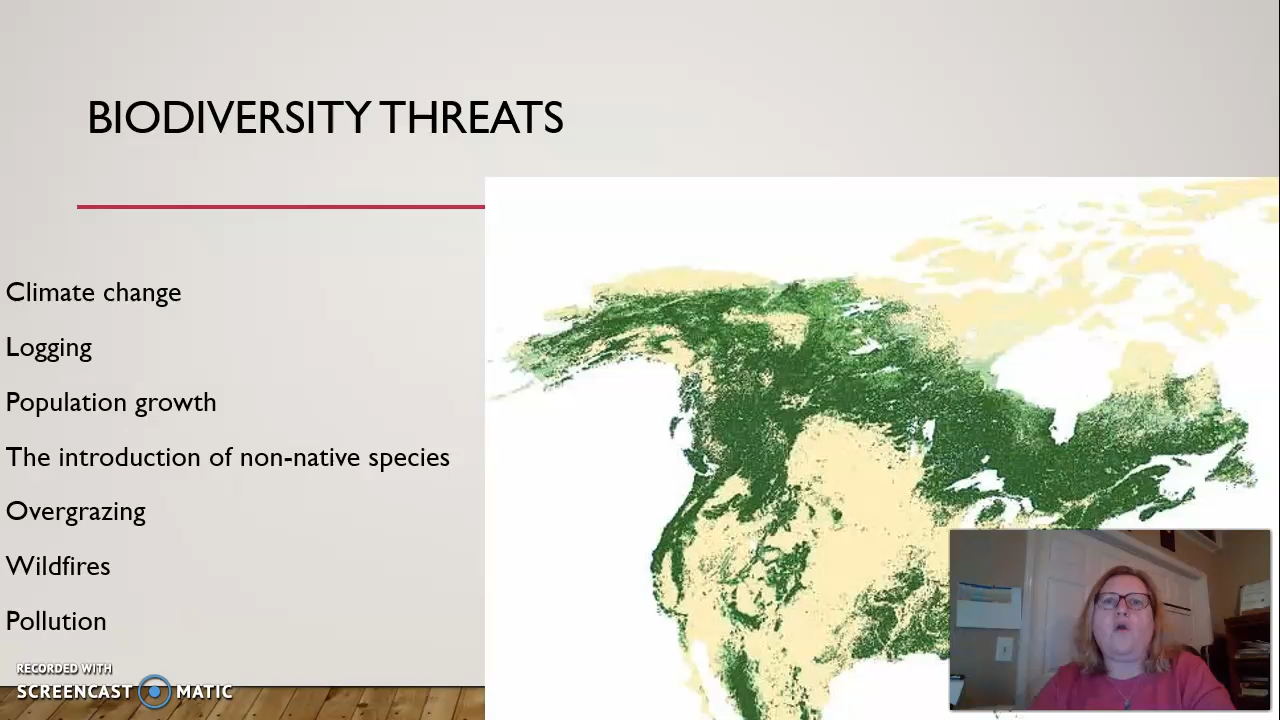 BIODIVERSITY THREATS
Climate change
Logging
Population growth
The introduction of non-native species
Overgrazing
Wildfires
Pollution
RECORDED WITH
SCREENCAST MATIC